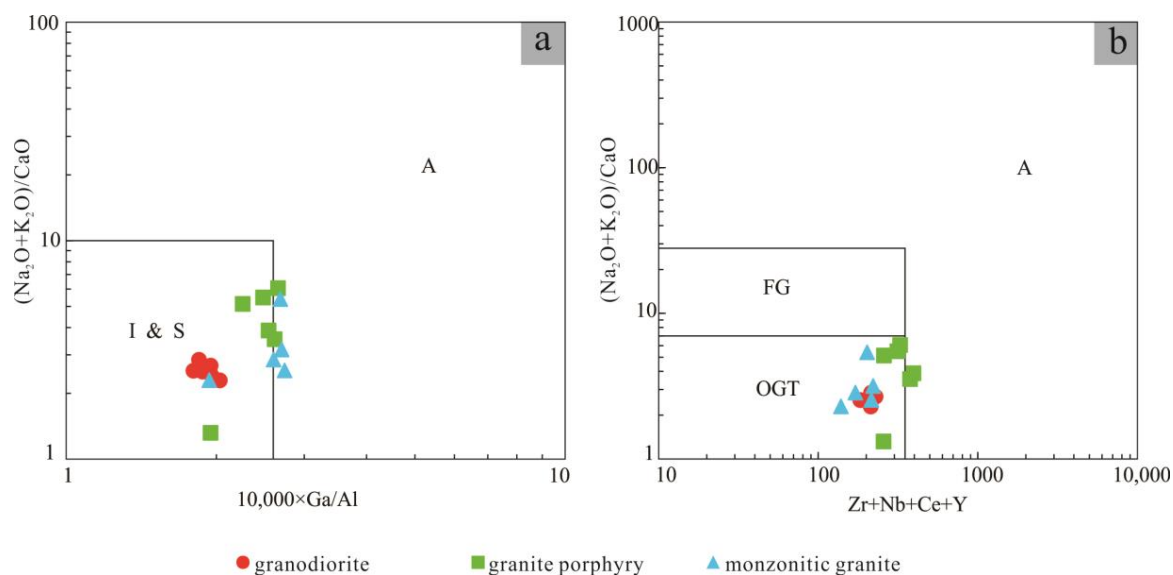 100
a
(Na₂O+K₂O)/CaO
A
10
I & S
1
1
10
10,000×Ga/Al
1000
b
(Na₂O+K₂O)/CaO
100
A
FG
10
OGT
1
10
100
1000
10,000
Zr+Nb+Ce+Y
granodiorite
granite porphyry
monzonitic granite